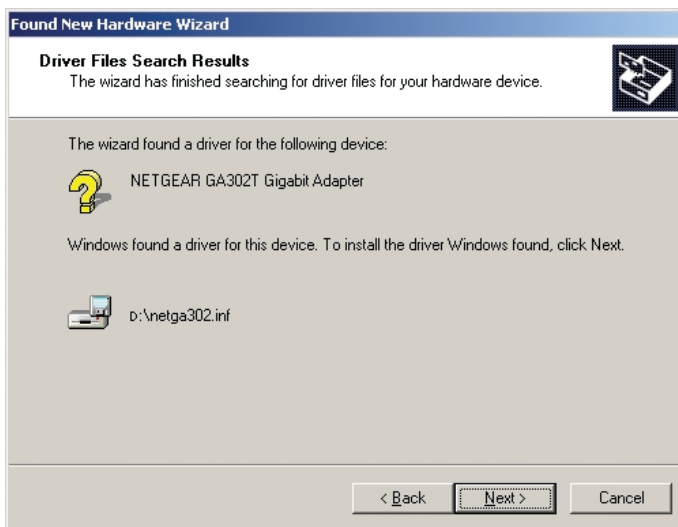 Found New Hardware Wizard
Driver Files Search Results
The wizard has finished searching for driver files for your hardware device.
The wizard found a driver for the following device:
NETGEAR GA302T Gigabit Adapter
Windows found a driver for this device. To install the driver Windows found, click Next.
D:\netga302.inf
< Back
Next >
Cancel